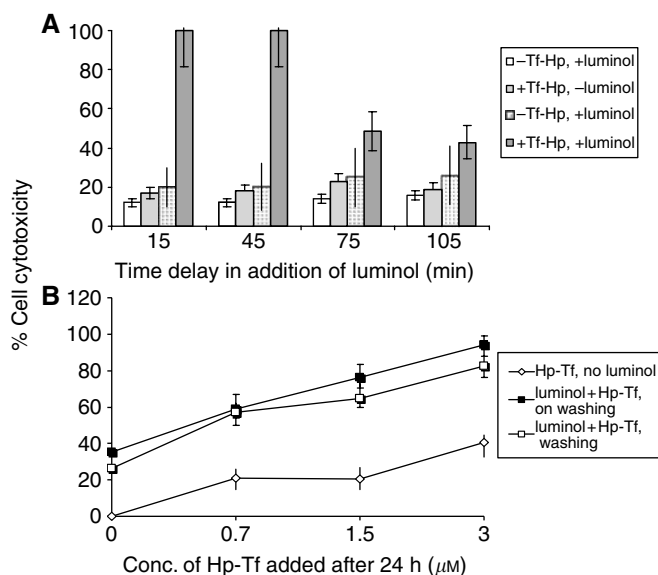 A
100
80
60
40
20
0
15 45 75 105
Time delay in addition of luminol (min)
–Tf-Hp, +luminol
+Tf-Hp, –luminol
–Tf-Hp, +luminol
+Tf-Hp, +luminol
% Cell cytotoxicity
B
120
100
80
60
40
20
0
0 0.7 1.5 3
Conc. of Hp-Tf added after 24 h (μM)
Hp-Tf, no luminol
luminol+Hp-Tf,
on washing
luminol+Hp-Tf,
washing